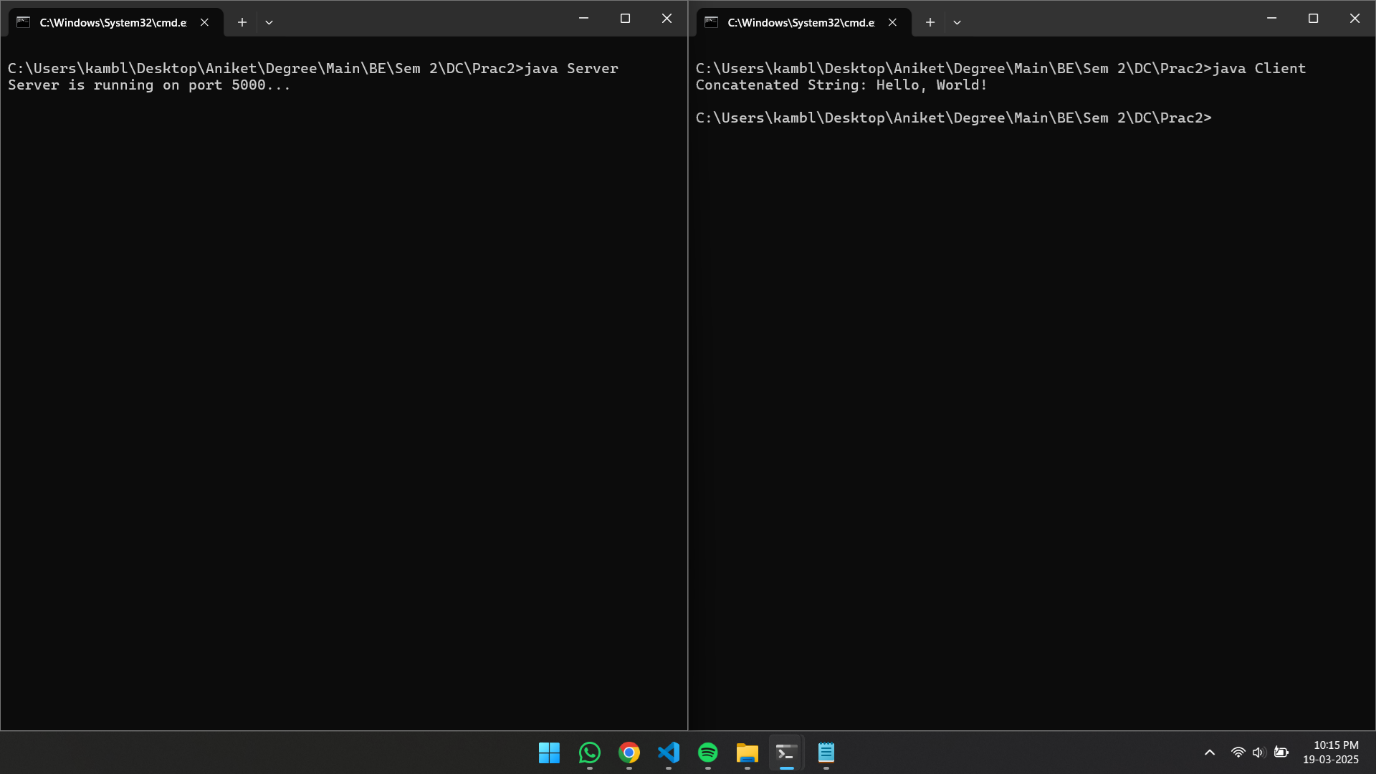 C:\Windows\System32\cmd.e
C:\Users\kambl\Desktop\Aniket\Degree\Main\BE\Sem 2\DC\Prac2>java Server
Server is running on port 5000...
C:\Windows\System32\cmd.e
C:\Users\kambl\Desktop\Aniket\Degree\Main\BE\Sem 2\DC\Prac2>java Client
Concatenated String: Hello, World!
C:\Users\kambl\Desktop\Aniket\Degree\Main\BE\Sem 2\DC\Prac2>
10:15 PM
19-03-2025